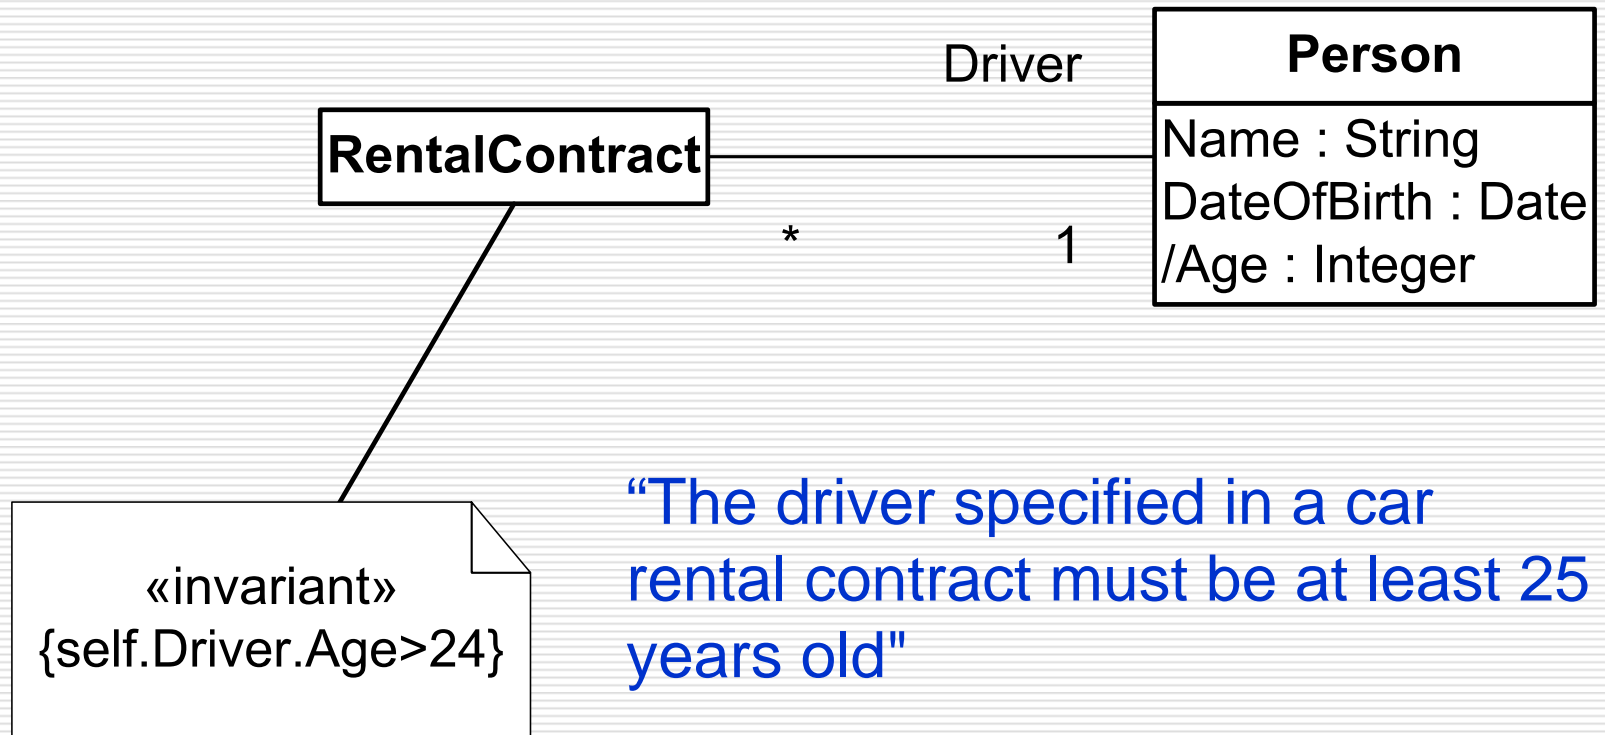 Driver
Person
RentalContract
Name : String
DateOfBirth : Date
/Age : Integer
*
1
«invariant»
{self.Driver.Age>24}
“The driver specified in a car
rental contract must be at least 25
years old"